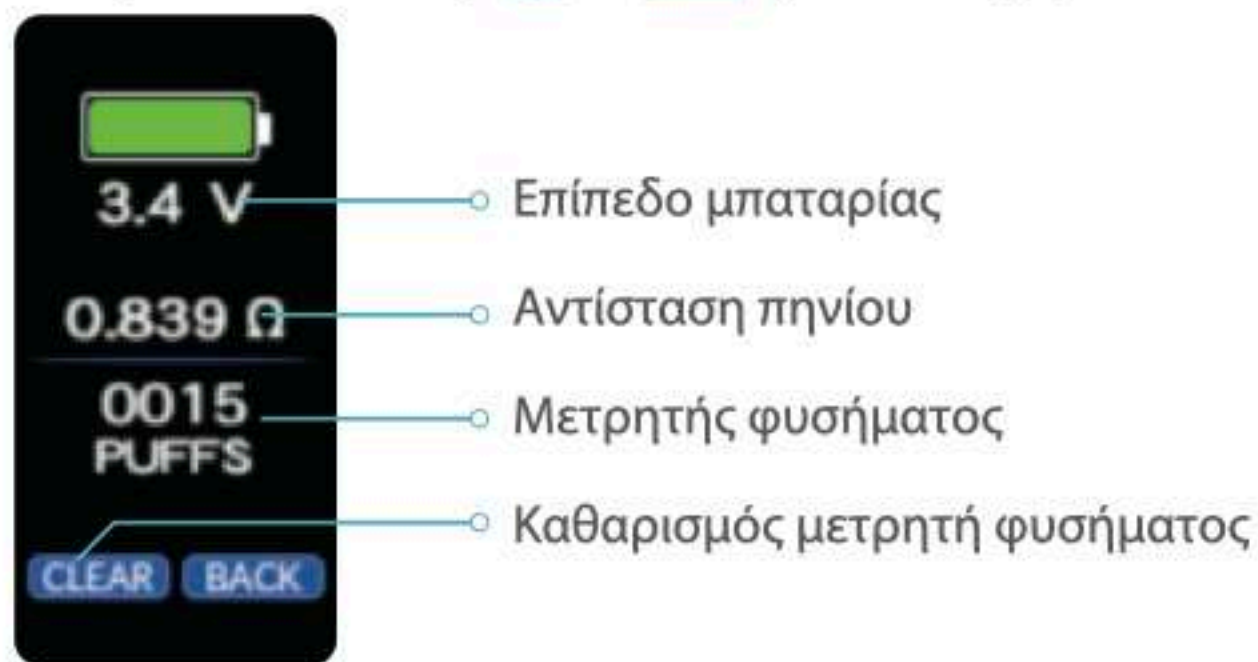 3.4 V
Επίπεδο μπαταρίας
0.839 Ω
Αντίσταση πηνίου
0015
PUFFS
Μετρητής φυσήματος
Καθαρισμός μετρητή φυσήματος
CLEAR BACK